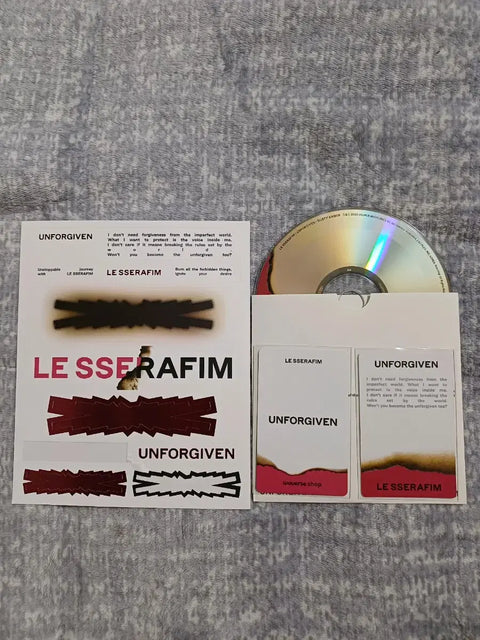 UNFORGIVEN
I don't need forgiveness from the imperfect world.
What I want to protect is the voice inside me.
I don't care if it means breaking the rules set by the
w o r l d.
Won't you become the unforgiven too?
Unstoppable journey
with LE SSERAFIM
LE SSERAFIM
Burn all the forbidden things,
ignite your desire
LE SSERAFIM
UNFORGIVEN
LE SSERAFIM
UNFORGIVEN
universe.shop
UNFORGIVEN
I don't need forgiveness from the
imperfect world. What I want to
protect is the voice inside me.
I don't care if it means breaking the
rules set by the world.
Won't you become the unforgiven too?
LE SSERAFIM